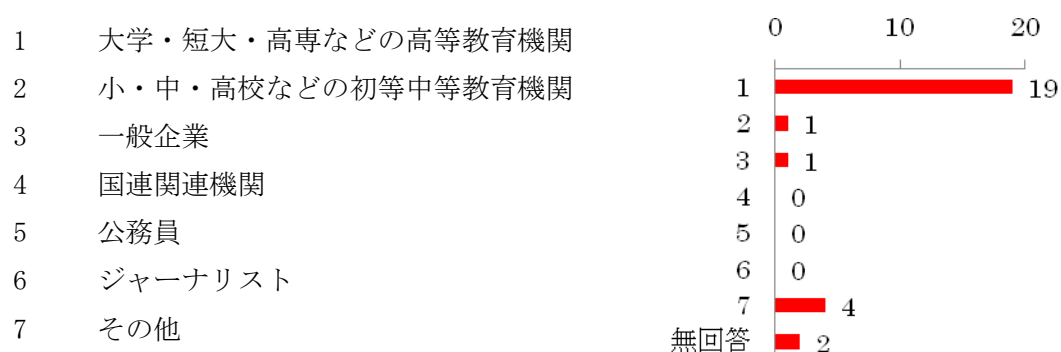 1 大学・短大・高専などの高等教育機関
2 小・中・高校などの初等中等教育機関
3 一般企業
4 国連関連機関
5 公務員
6 ジャーナリスト
7 その他
0 10 20
1 19
2 1
3 1
4 0
5 0
6 0
7 4
無回答 2